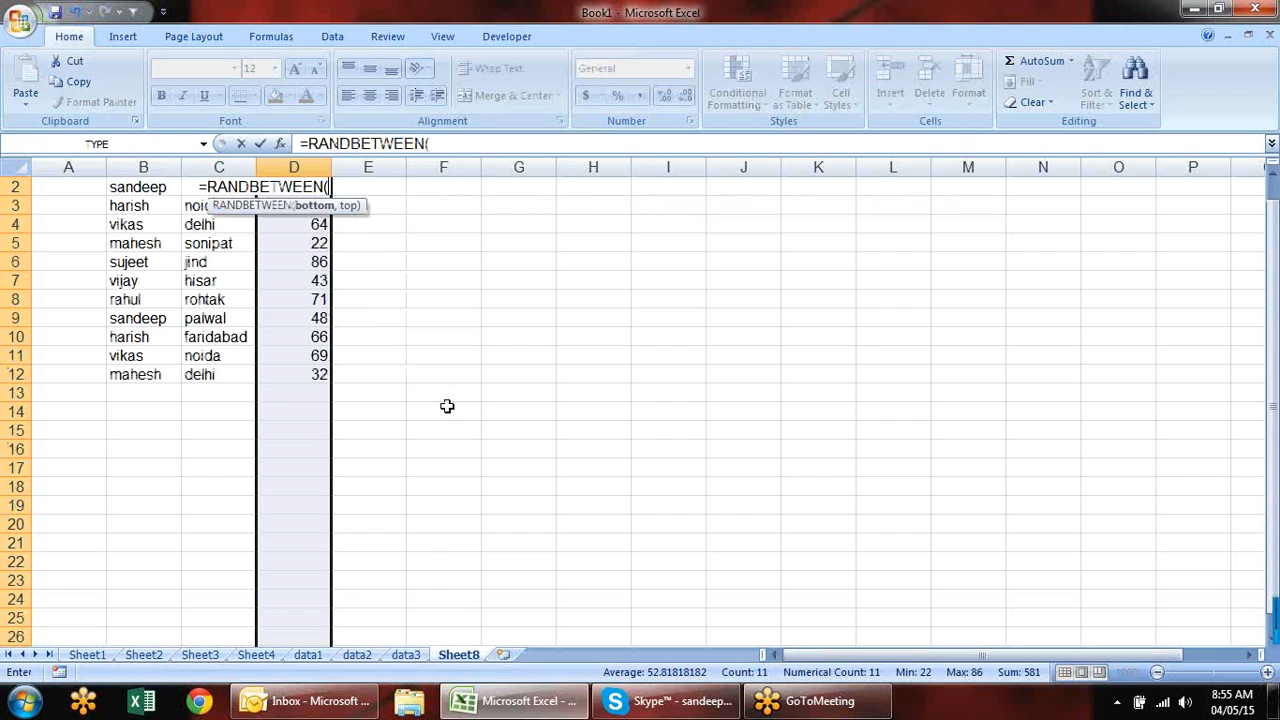 Book1 - Microsoft Excel
Home Insert Page Layout Formulas Data Review View Developer
Paste
Cut
Copy
Format Painter
Clipboard
12
Font
Wrap Text
Merge & Center
Alignment
General
Number
Conditional Formatting
Format as Table
Cell Styles
Styles
Insert
Delete
Format
Cells
AutoSum
Fill
Clear
Sort & Filter
Find & Select
Editing
TYPE =RANDBETWEEN(
A B C D E F G H I J K L M N O P
2 sandeep =RANDBETWEEN(
3 harish
RANDBETWEEN(bottom, top)
4 vikas delhi 64
5 mahesh sonipat 22
6 sujeet jind 86
7 vijay hisar 43
8 rahul rohtak 71
9 sandeep palwal 48
10 harish faridabad 66
11 vikas noida 69
12 mahesh delhi 32
13
14
15
16
17
18
19
20
21
22
23
24
25
26
Sheet1 Sheet2 Sheet3 Sheet4 data1 data2 data3 Sheet8
Enter Average: 52.81818182 Count: 11 Numerical Count: 11 Min: 22 Max: 86 Sum: 581 100%
Inbox - Microsoft ... Microsoft Excel - ... Skype™ - sandeep... GoToMeeting
8:55 AM
04/05/15